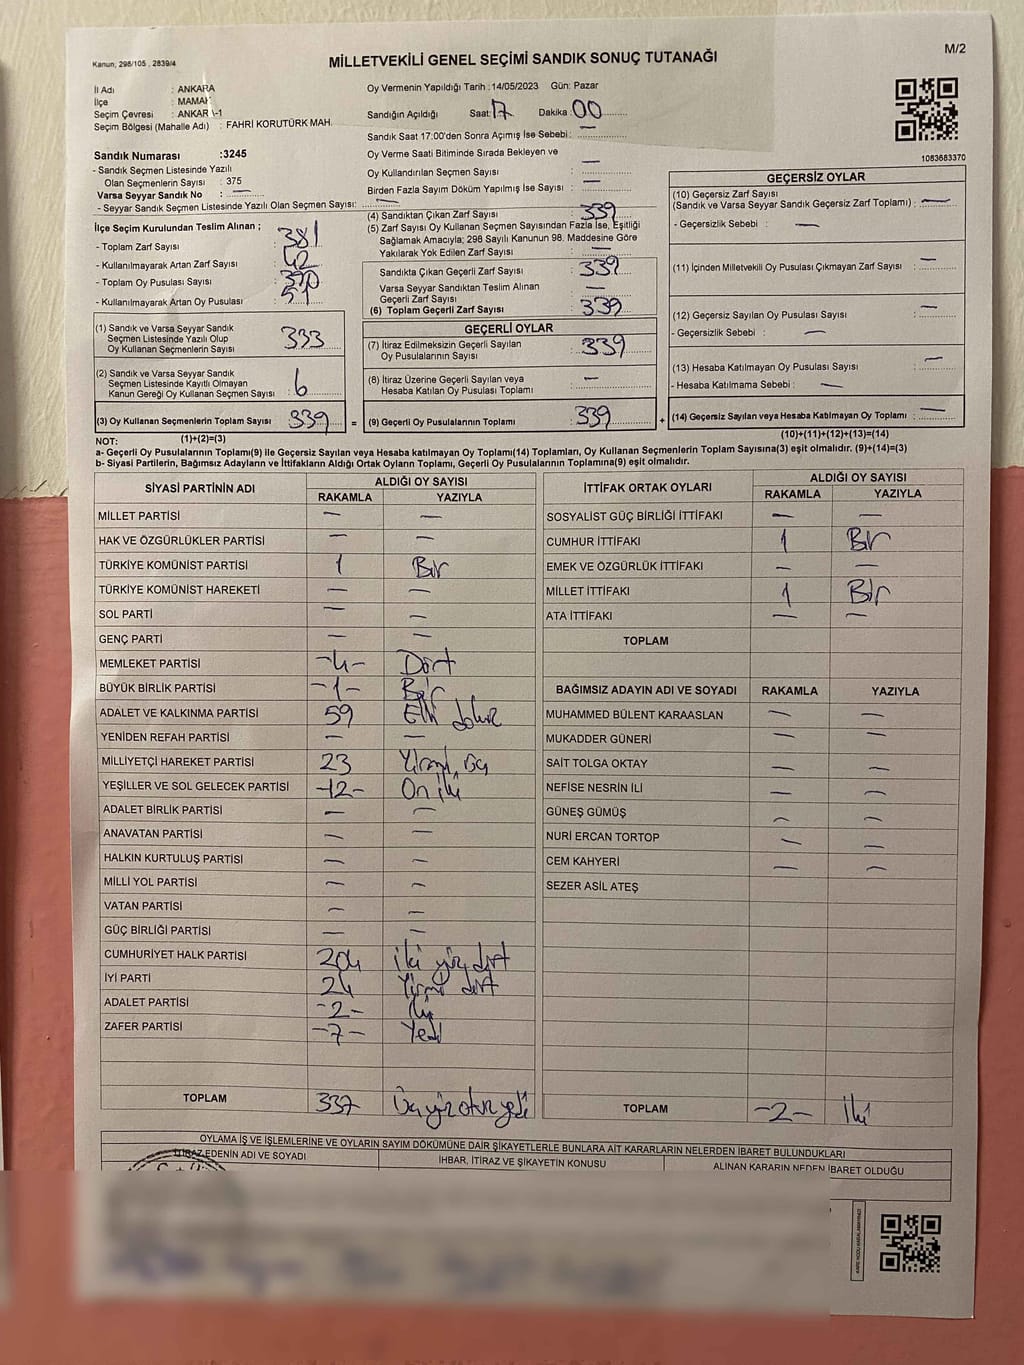 M/2
Kanun; 298/105 , 2839/4
MİLLETVEKİLİ GENEL SEÇİMİ SANDIK SONUÇ TUTANAĞI
İl Adı : ANKARA
İlçe : MAMAK
Seçim Çevresi : ANKARA-1
Seçim Bölgesi (Mahalle Adı) : FAHRİ KORUTÜRK MAH.
Oy Vermenin Yapıldığı Tarih :14/05/2023 Gün: Pazar
Sandığın Açıldığı Saat: 17 Dakika: 00
Sandık Saat 17:00'den Sonra Açımış İse Sebebi: —
Sandık Numarası :3245
- Sandık Seçmen Listesinde Yazılı
Olan Seçmenlerin Sayısı : 375
Varsa Seyyar Sandık No : —
- Seyyar Sandık Seçmen Listesinde Yazılı Olan Seçmen Sayısı: —
Oy Verme Saati Bitiminde Sırada Bekleyen ve
Oy Kullandırılan Seçmen Sayısı : —
Birden Fazla Sayım Döküm Yapılmış İse Sayısı : —
1083683370
İlçe Seçim Kurulundan Teslim Alınan ;
- Toplam Zarf Sayısı : 381
- Kullanılmayarak Artan Zarf Sayısı : 42
- Toplam Oy Pusulası Sayısı : 390
- Kullanılmayarak Artan Oy Pusulası : 51
(1) Sandık ve Varsa Seyyar Sandık
Seçmen Listesinde Yazılı Olup
Oy Kullanan Seçmenlerin Sayısı : 333
(2) Sandık ve Varsa Seyyar Sandık
Seçmen Listesinde Kayıtlı Olmayan
Kanun Gereği Oy Kullanan Seçmen Sayısı : 6
(3) Oy Kullanan Seçmenlerin Toplam Sayısı : 339
(1)+(2)=(3)
(4) Sandıktan Çıkan Zarf Sayısı : 339
(5) Zarf Sayısı Oy Kullanan Seçmen Sayısından Fazla İse, Eşitliği
Sağlamak Amacıyla; 298 Sayılı Kanunun 98. Maddesine Göre
Yakılarak Yok Edilen Zarf Sayısı : —
Sandıkta Çıkan Geçerli Zarf Sayısı : 339
Varsa Seyyar Sandıktan Teslim Alınan
Geçerli Zarf Sayısı : —
(6) Toplam Geçerli Zarf Sayısı : 339
GEÇERLİ OYLAR
(7) İtiraz Edilmeksizin Geçerli Sayılan
Oy Pusulalarının Sayısı : 339
(8) İtiraz Üzerine Geçerli Sayılan veya
Hesaba Katılan Oy Pusulası Toplamı : —
= (9) Geçerli Oy Pusulalarının Toplamı : 339 +
GEÇERSİZ OYLAR
(10) Geçersiz Zarf Sayısı
(Sandık ve Varsa Seyyar Sandık Geçersiz Zarf Toplamı) : —
- Geçersizlik Sebebi : —
(11) İçinden Milletvekili Oy Pusulası Çıkmayan Zarf Sayısı : —
(12) Geçersiz Sayılan Oy Pusulası Sayısı : —
- Geçersizlik Sebebi : —
(13) Hesaba Katılmayan Oy Pusulası Sayısı : —
- Hesaba Katılmama Sebebi : —
(14) Geçersiz Sayılan veya Hesaba Katılmayan Oy Toplamı : —
(10)+(11)+(12)+(13)=(14)
NOT:
a- Geçerli Oy Pusulalarının Toplamı(9) ile Geçersiz Sayılan veya Hesaba katılmayan Oy Toplamı(14) Toplamları, Oy Kullanan Seçmenlerin Toplam Sayısına(3) eşit olmalıdır. (9)+(14)=(3)
b- Siyasi Partilerin, Bağımsız Adayların ve İttifakların Aldığı Ortak Oyların Toplamı, Geçerli Oy Pusulalarının Toplamına(9) eşit olmalıdır.
SİYASİ PARTİNİN ADI ALDIĞI OY SAYISI
RAKAMLA YAZIYLA
MİLLET PARTİSİ — —
HAK VE ÖZGÜRLÜKLER PARTİSİ — —
TÜRKİYE KOMÜNİST PARTİSİ 1 Bir
TÜRKİYE KOMÜNİST HAREKETİ — —
SOL PARTİ — —
GENÇ PARTİ — —
MEMLEKET PARTİSİ -4- Dört
BÜYÜK BİRLİK PARTİSİ -1- Bir
ADALET VE KALKINMA PARTİSİ 59 Elli dokuz
YENİDEN REFAH PARTİSİ — —
MİLLİYETÇİ HAREKET PARTİSİ 23 Yirmi üç
YEŞİLLER VE SOL GELECEK PARTİSİ -12- On iki
ADALET BİRLİK PARTİSİ — —
ANAVATAN PARTİSİ — —
HALKIN KURTULUŞ PARTİSİ — —
MİLLİ YOL PARTİSİ — —
VATAN PARTİSİ — —
GÜÇ BİRLİĞİ PARTİSİ — —
CUMHURİYET HALK PARTİSİ 204 iki yüz dört
İYİ PARTİ 24 Yirmi dört
ADALET PARTİSİ -2- iki
ZAFER PARTİSİ -7- Yedi
TOPLAM 337 Üçyüz otuz yedi
İTTİFAK ORTAK OYLARI ALDIĞI OY SAYISI
RAKAMLA YAZIYLA
SOSYALİST GÜÇ BİRLİĞİ İTTİFAKI — —
CUMHUR İTTİFAKI 1 Bir
EMEK VE ÖZGÜRLÜK İTTİFAKI — —
MİLLET İTTİFAKI 1 Bir
ATA İTTİFAKI — —
TOPLAM
BAĞIMSIZ ADAYIN ADI VE SOYADI RAKAMLA YAZIYLA
MUHAMMED BÜLENT KARAASLAN — —
MUKADDER GÜNERİ — —
SAİT TOLGA OKTAY — —
NEFİSE NESRİN İLİ — —
GÜNEŞ GÜMÜŞ — —
NURİ ERCAN TORTOP — —
CEM KAHYERİ — —
SEZER ASİL ATEŞ
TOPLAM -2- İki
OYLAMA İŞ VE İŞLEMLERİNE VE OYLARIN SAYIM DÖKÜMÜNE DAİR ŞİKAYETLERLE BUNLARA AİT KARARLARIN NELERDEN İBARET BULUNDUKLARI
İTİRAZ EDENİN ADI VE SOYADI İHBAR, İTİRAZ VE ŞİKAYETİN KONUSU ALINAN KARARIN NEDEN İBARET OLDUĞU